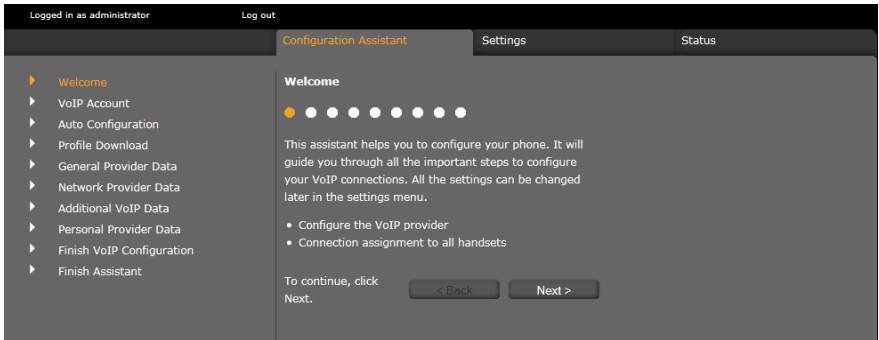 Logged in as administrator
Log out
Configuration Assistant
Settings
Status
Welcome
VoIP Account
Auto Configuration
Profile Download
General Provider Data
Network Provider Data
Additional VoIP Data
Personal Provider Data
Finish VoIP Configuration
Finish Assistant
Welcome
This assistant helps you to configure your phone. It will
guide you through all the important steps to configure
your VoIP connections. All the settings can be changed
later in the settings menu.
• Configure the VoIP provider
• Connection assignment to all handsets
To continue, click
Next.
< Back
Next >